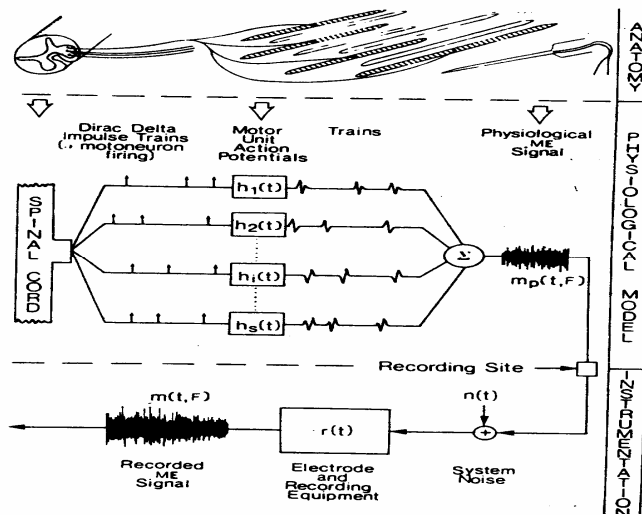 ANATOMY
Dirac Delta
Impulse Trains
(., motoneuron
firing)
Motor
Unit
Action
Potentials
Trains
Physiological
ME
Signal
PHYSIOLOGICAL MODEL
SPINAL CORD
h₁(t)
h₂(t)
hᵢ(t)
hₛ(t)
Σ
mₚ(t,F)
Recording Site
INSTRUMENTATION
m(t,F)
n(t)
r(t)
+
Recorded
ME
Signal
Electrode
and
Recording
Equipment
System
Noise